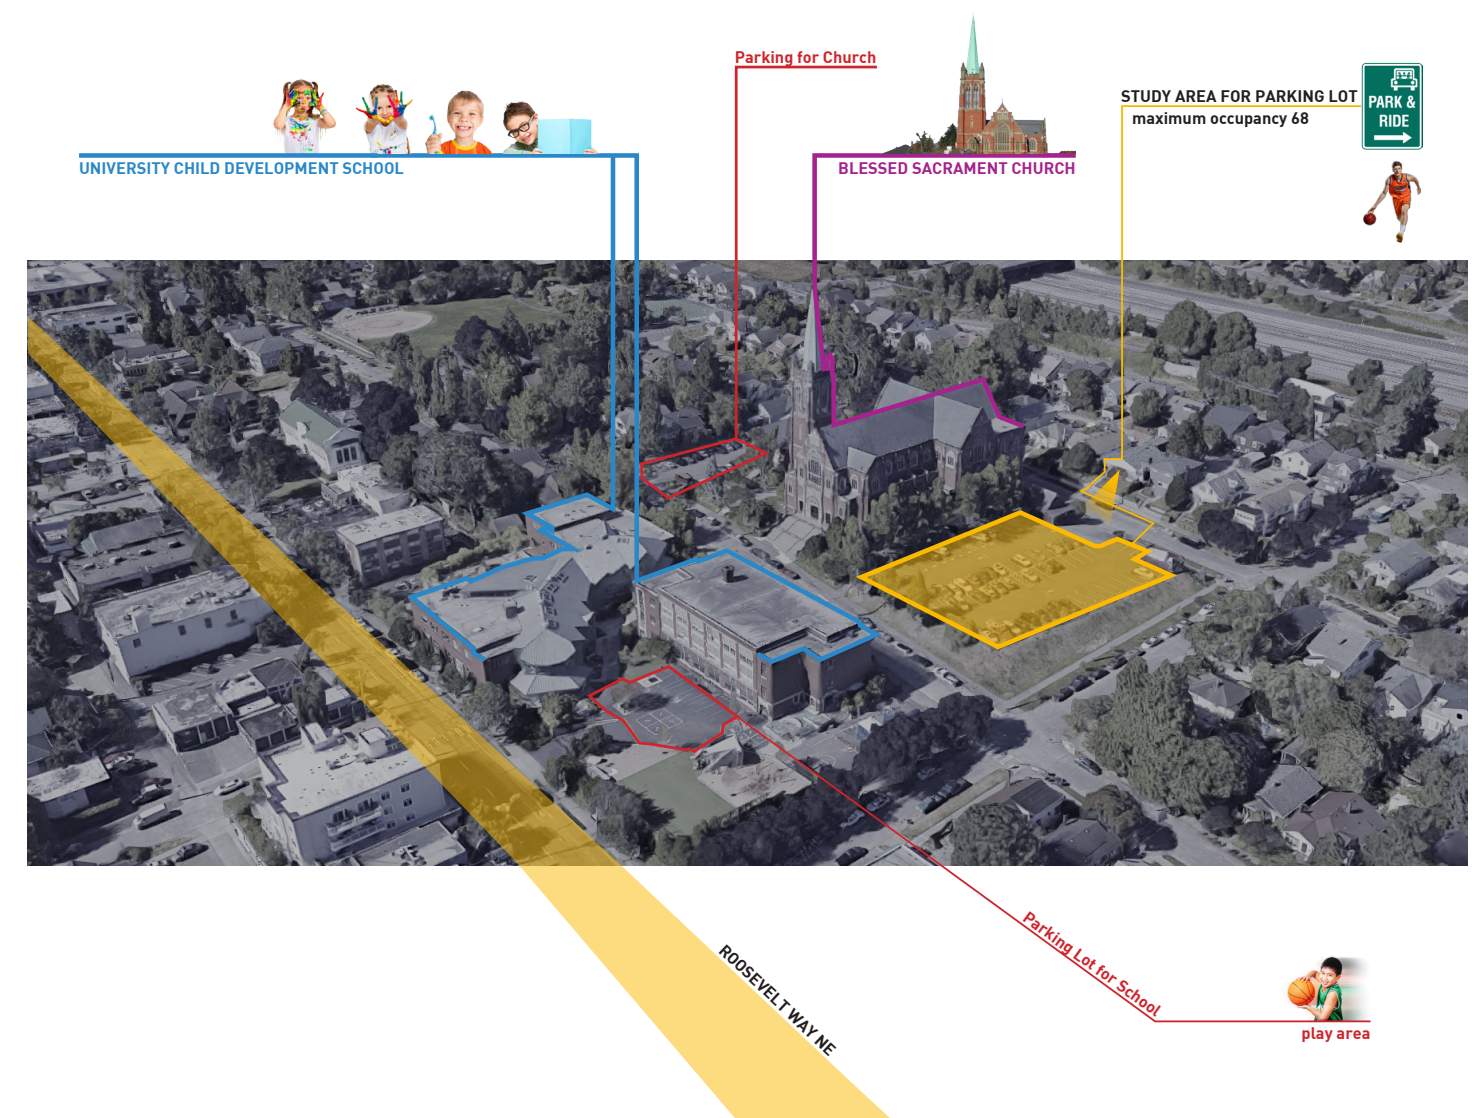 Parking for Church
STUDY AREA FOR PARKING LOT
maximum occupancy 68
PARK &
RIDE
UNIVERSITY CHILD DEVELOPMENT SCHOOL
BLESSED SACRAMENT CHURCH
ROOSEVELT WAY NE
Parking Lot for School
play area